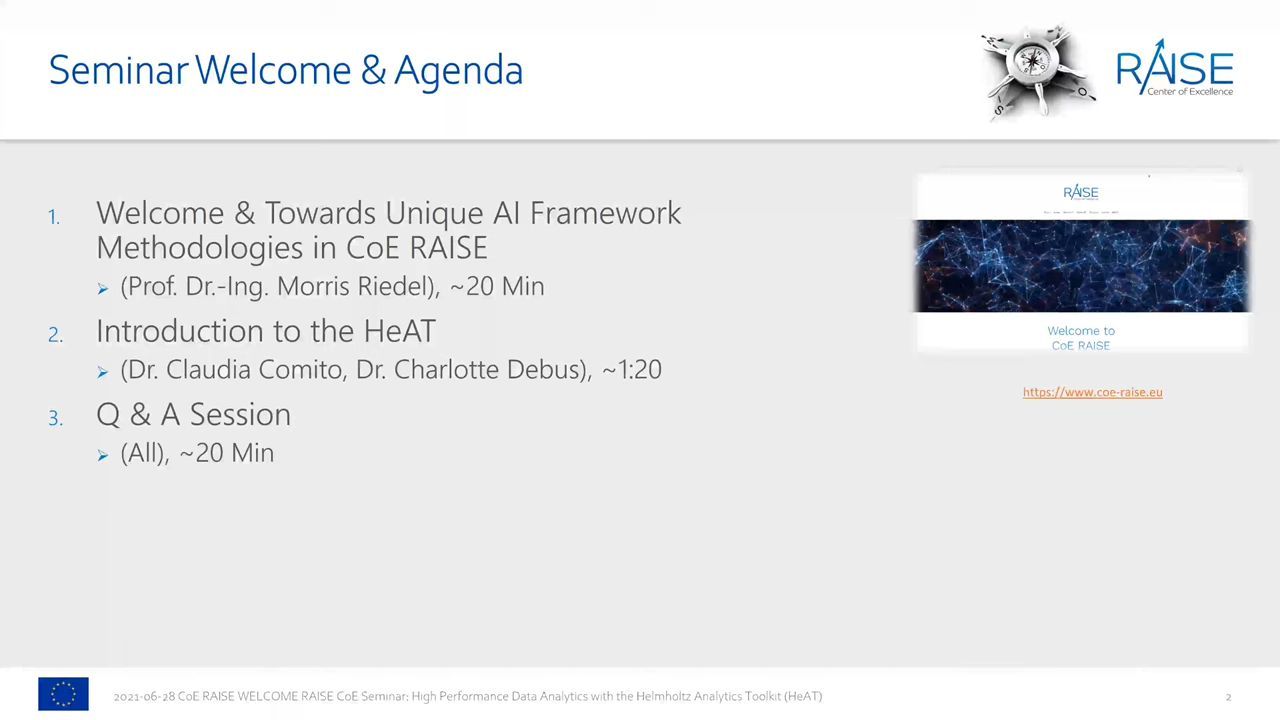 Seminar Welcome & Agenda
RAISE
Center of Excellence
1. Welcome & Towards Unique AI Framework
Methodologies in CoE RAISE
(Prof. Dr.-Ing. Morris Riedel), ~20 Min
2. Introduction to the HeAT
(Dr. Claudia Comito, Dr. Charlotte Debus), ~1:20
3. Q & A Session
(All), ~20 Min
RAISE
Welcome to
CoE RAISE
https://www.coe-raise.eu
2021-06-28 CoE RAISE WELCOME RAISE CoE Seminar: High Performance Data Analytics with the Helmholtz Analytics Toolkit (HeAT)
2